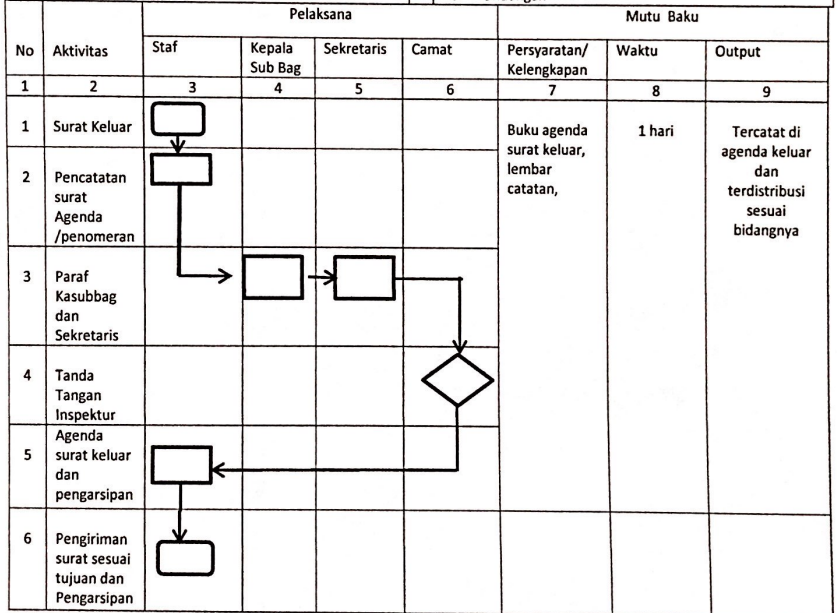 Pelaksana
Mutu Baku
No
Aktivitas
Staf
Kepala
Sub Bag
Sekretaris
Camat
Persyaratan/
Kelengkapan
Waktu
Output
1
2
3
4
5
6
7
8
9
1
Surat Keluar
Buku agenda
surat keluar,
lembar
catatan,
1 hari
Tercatat di
agenda keluar
dan
terdistribusi
sesuai
bidangnya
2
Pencatatan
surat
Agenda
/penomeran
3
Paraf
Kasubbag
dan
Sekretaris
4
Tanda
Tangan
Inspektur
5
Agenda
surat keluar
dan
pengarsipan
6
Pengiriman
surat sesuai
tujuan dan
Pengarsipan